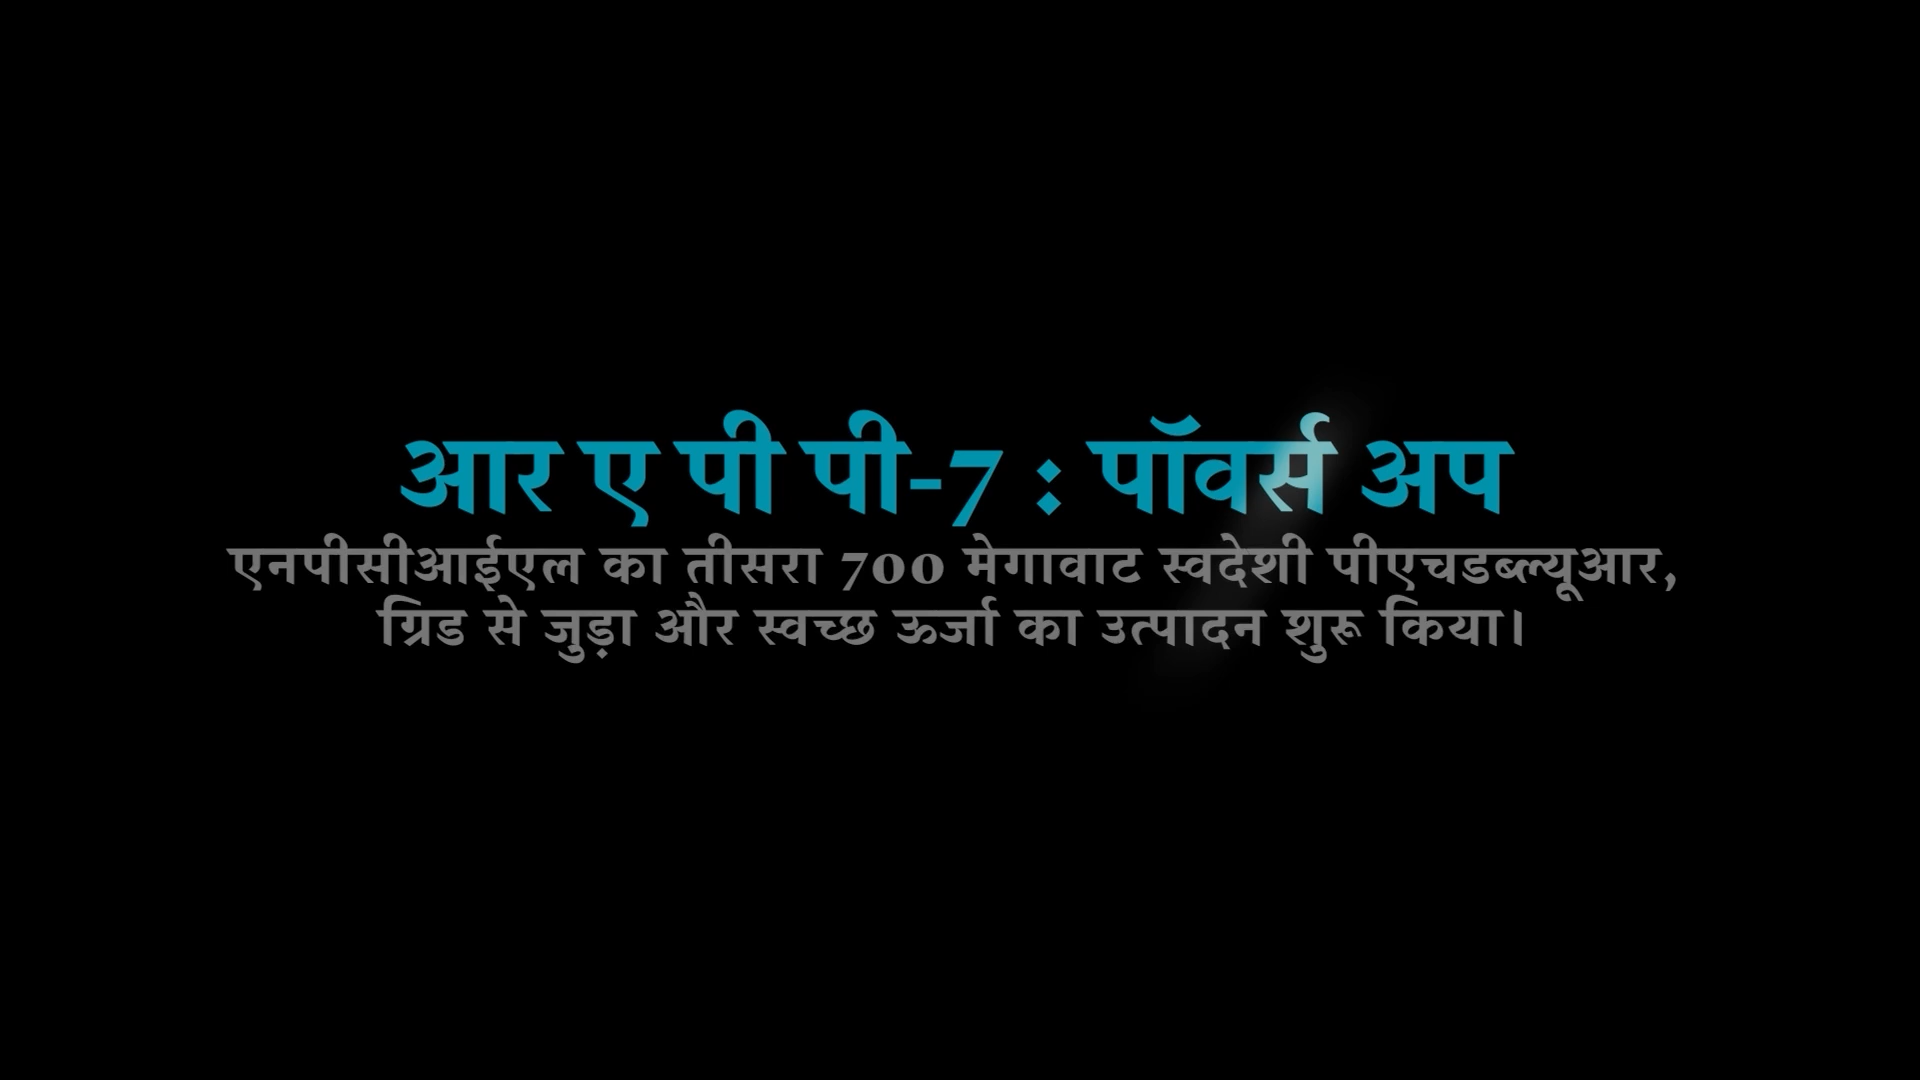 आर ए पी पी-7 : पॉवर्स अप
एनपीसीआईएल का तीसरा 700 मेगावाट स्वदेशी पीएचडब्ल्यूआर,
ग्रिड से जुड़ा और स्वच्छ ऊर्जा का उत्पादन शुरू किया।